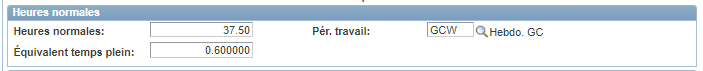 Heures normales
Heures normales: 37.50 Pér. travail: GCW Hebdo. GC
Équivalent temps plein: 0.600000